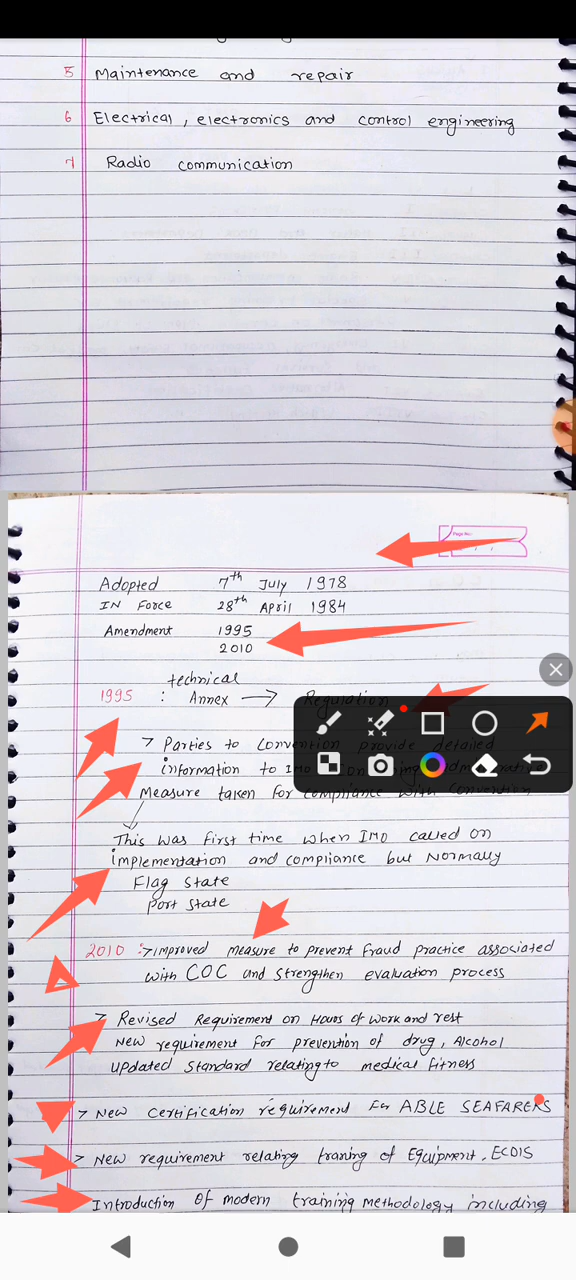 5 Maintenance and repair
6 Electrical, electronics and control engineering
7 Radio communication
Adopted 7th July 1978
IN Force 28th April 1984
Amendment 1995
2010
technical
1995 : Annex → Regulation
> Parties to Convention provide detailed
information to IMO
Measure taken for compliance with convention
This was first time when IMO called on
implementation and compliance but Normally
Flag state
Port state
2010 :> improved measure to prevent fraud practice associated
with COC and strengthen evaluation process
> Revised Requirement on Hours of work and rest
New requirement for prevention of drug, Alcohol
updated standard relating to medical fitness
> New certification requirement for ABLE SEAFARERS
> New requirement relating traning of Equipment, ECDIS
Introduction of modern training methodology including